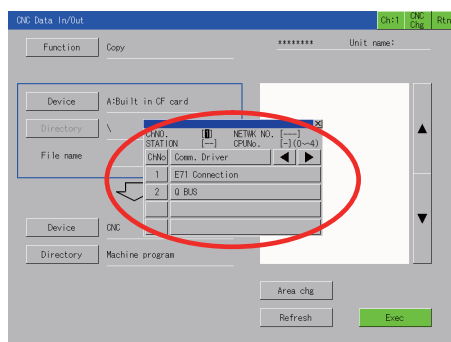 CNC Data In/Out
Ch:1
CNC Chg
Rtn
Function
Copy
********
Unit name:
Device
A:Built in CF card
Directory
\
File name
ChNO. [1] NETWK NO. [---]
STATION [--] CPUNo. [-](0~4)
ChNo Comm. Driver
1 E71 Connection
2 Q BUS
Device
CNC
Directory
Machine program
Area chg
Refresh
Exec